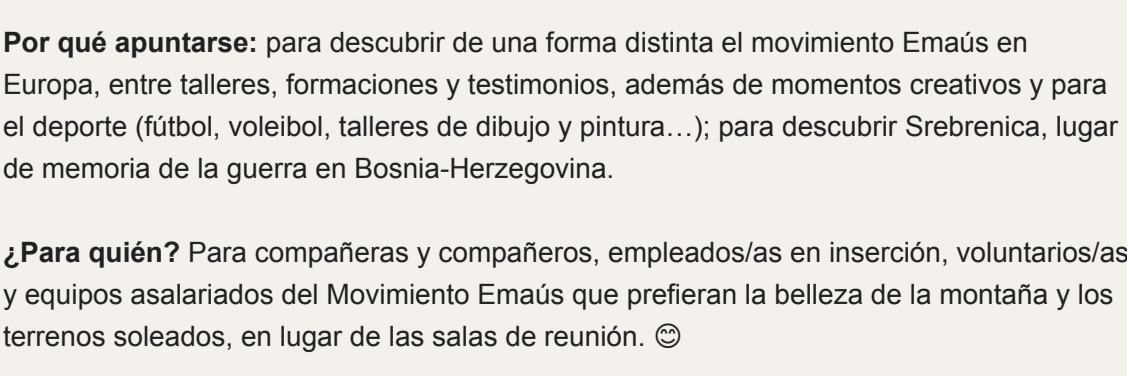 Por qué apuntarse: para descubrir de una forma distinta el movimiento Emaús en
Europa, entre talleres, formaciones y testimonios, además de momentos creativos y para
el deporte (fútbol, voleibol, talleres de dibujo y pintura…); para descubrir Srebrenica, lugar
de memoria de la guerra en Bosnia-Herzegovina.
¿Para quién? Para compañeras y compañeros, empleados/as en inserción, voluntarios/as
y equipos asalariados del Movimiento Emaús que prefieran la belleza de la montaña y los
terrenos soleados, en lugar de las salas de reunión. 😊